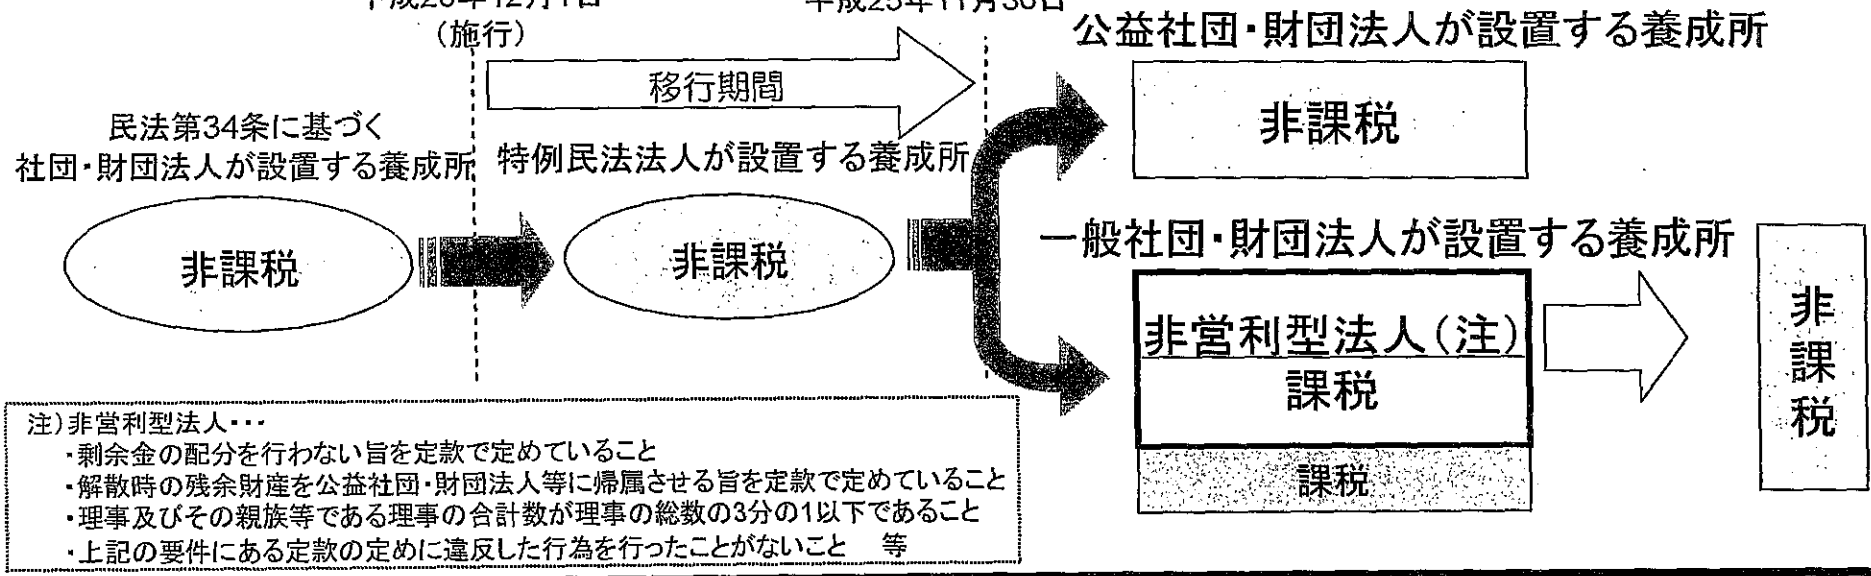 (施行)
移行期間
民法第34条に基づく
社団・財団法人が設置する養成所
非課税
特例民法法人が設置する養成所
非課税
公益社団・財団法人が設置する養成所
非課税
一般社団・財団法人が設置する養成所
非営利型法人(注)
課税
課税
非課税
注)非営利型法人・・・
・剰余金の配分を行わない旨を定款で定めていること
・解散時の残余財産を公益社団・財団法人等に帰属させる旨を定款で定めていること
・理事及びその親族等である理事の合計数が理事の総数の3分の1以下であること
・上記の要件にある定款の定めに違反した行為を行ったことがないこと 等